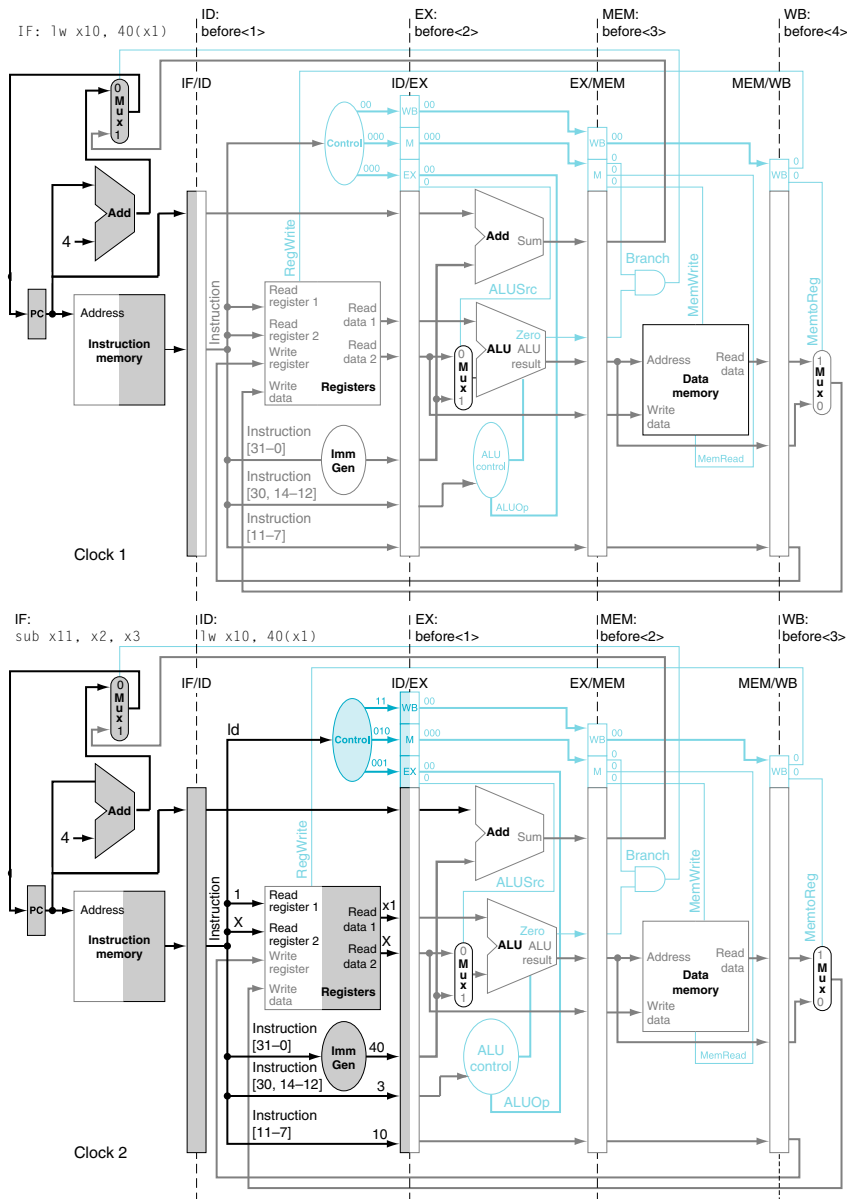 ID:
before<1>
EX:
before<2>
MEM:
before<3>
WB:
before<4>
IF: lw x10, 40(x1)
IF/ID
ID/EX
EX/MEM
MEM/WB
0
Mux
1
Control
00
000
000
WB
M
EX
00
000
00
0
WB
M
00
0
0
0
WB
0
0
Add
4
RegWrite
Add
Sum
Branch
ALUSrc
MemWrite
MemtoReg
PC
Address
Instruction
memory
Instruction
Read
register 1
Read
register 2
Write
register
Write
data
Read
data 1
Read
data 2
Registers
0
Mux
1
Zero
ALU
ALU
result
Address
Write
data
Read
data
Data
memory
1
Mux
0
Instruction
[31–0]
Imm
Gen
ALU
control
MemRead
Instruction
[30, 14–12]
ALUOp
Instruction
[11–7]
Clock 1
IF:
sub x11, x2, x3
ID:
lw x10, 40(x1)
EX:
before<1>
MEM:
before<2>
WB:
before<3>
IF/ID
ID/EX
EX/MEM
MEM/WB
0
Mux
1
ld
Control
11
010
001
WB
M
EX
00
000
00
0
WB
M
00
0
0
0
WB
0
0
Add
4
RegWrite
Add
Sum
Branch
ALUSrc
MemWrite
MemtoReg
PC
Address
Instruction
memory
Instruction
1
X
Read
register 1
Read
register 2
Write
register
Write
data
Read
data 1
Read
data 2
Registers
x1
X
0
Mux
1
Zero
ALU
ALU
result
Address
Write
data
Read
data
Data
memory
1
Mux
0
Instruction
[31–0]
Imm
Gen
40
ALU
control
MemRead
Instruction
[30, 14–12]
3
ALUOp
Instruction
[11–7]
10
Clock 2